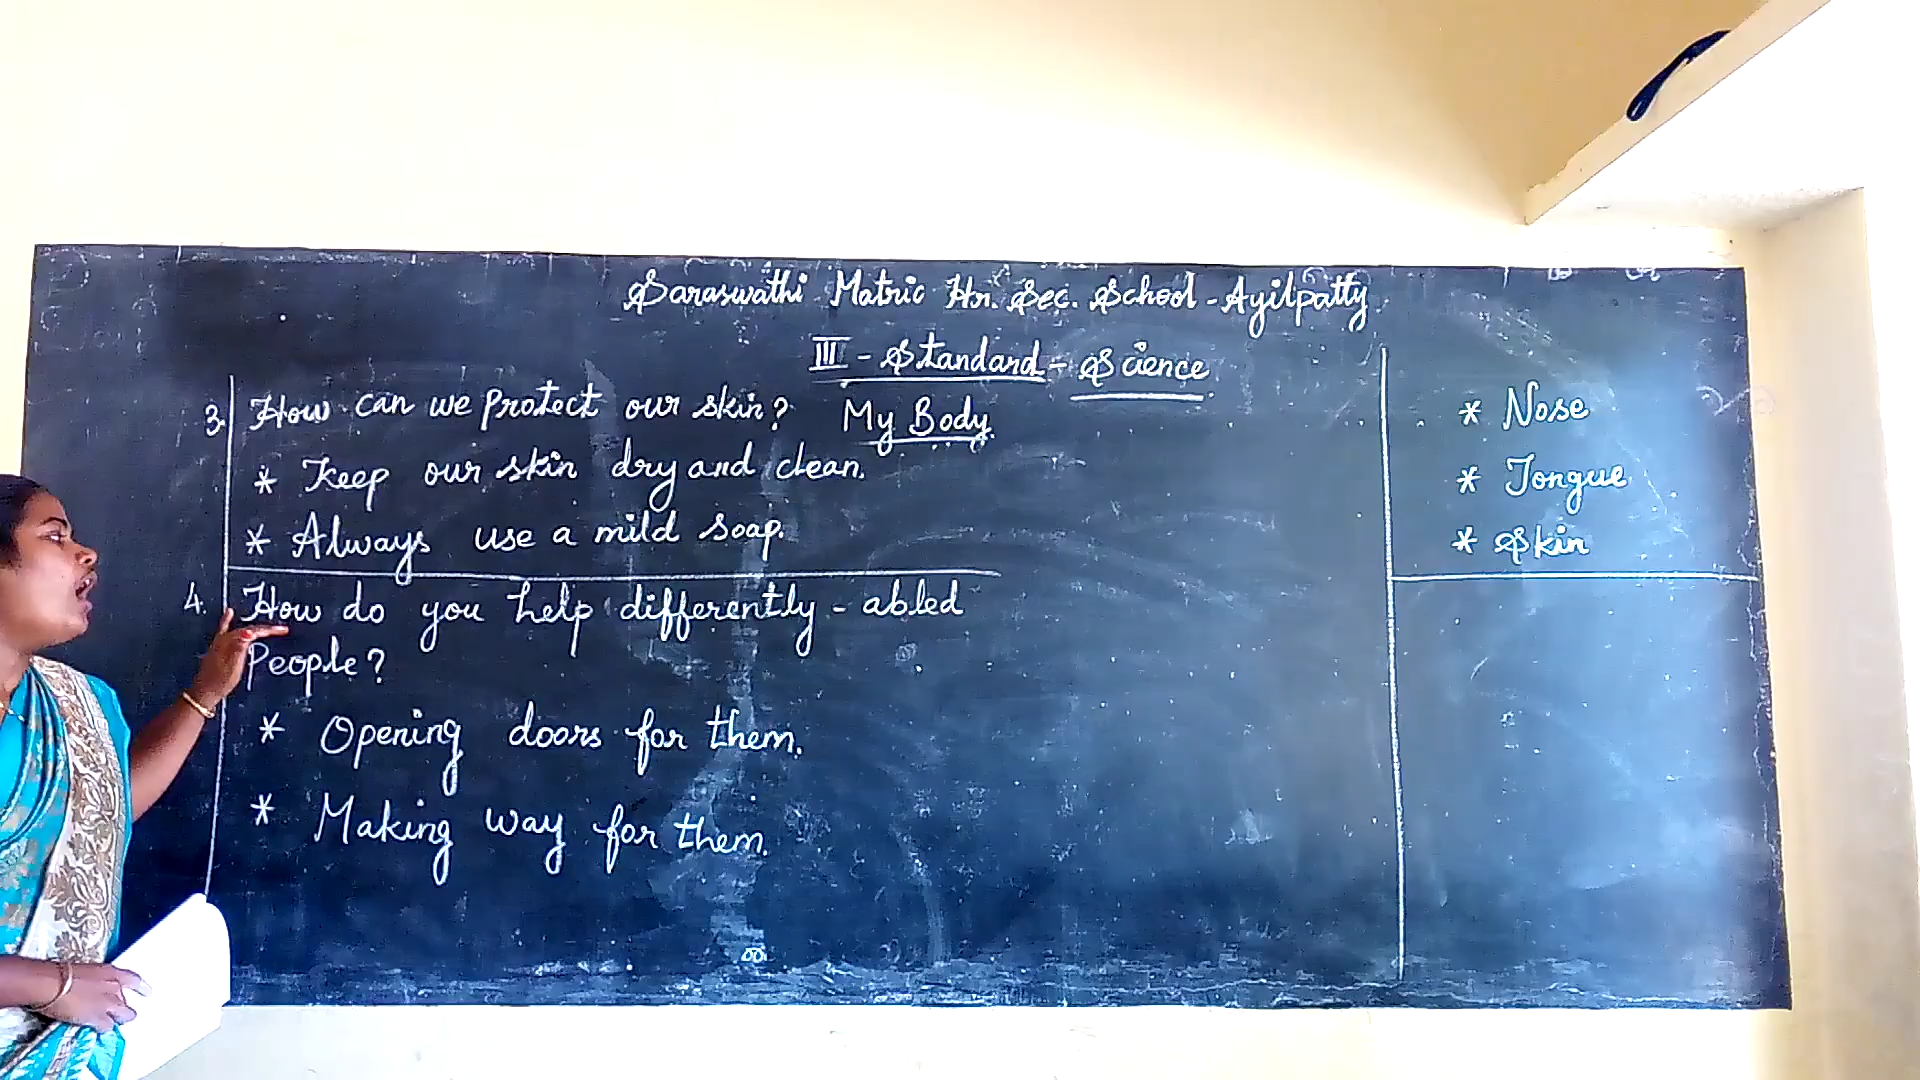 Saraswathi Matric Hr. Sec. School - Ayilpatty
III - Standard - Science
My Body
3. How can we Protect our skin?
* Keep our skin dry and clean.
* Always use a mild soap.
4. How do you help differently - abled
People?
* Opening doors for them.
* Making way for them.
* Nose
* Tongue
* Skin